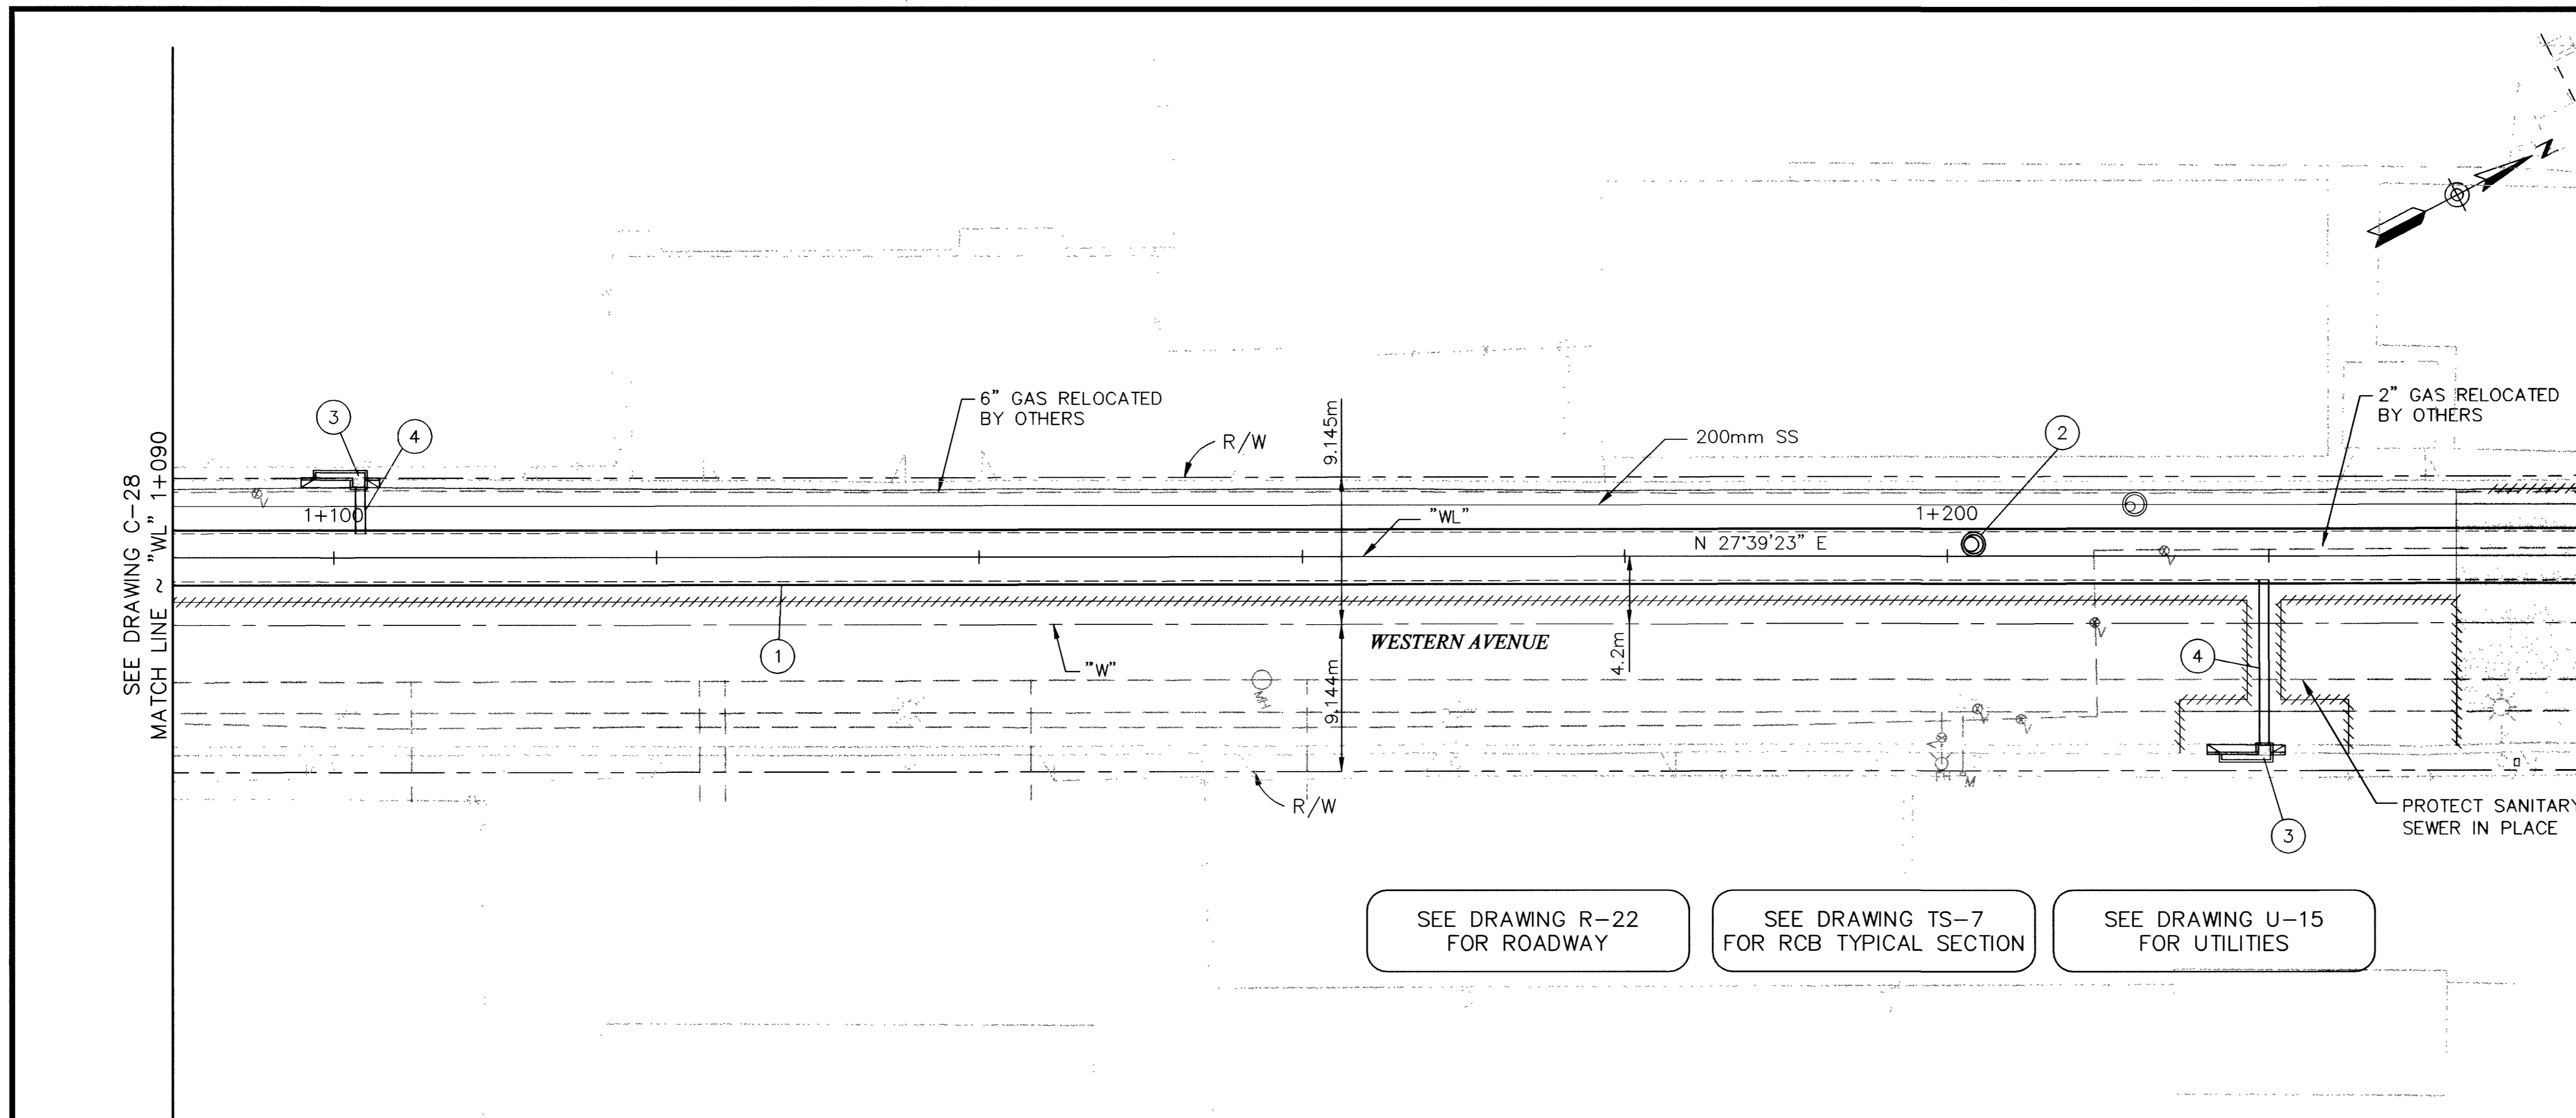 N
SEE DRAWING C-28
MATCH LINE ~ "WL" 1+090
3
4
6" GAS RELOCATED
BY OTHERS
R/W
9.145m
200mm SS
2
2" GAS RELOCATED
BY OTHERS
1+100
"WL"
1+200
N 27°39'23" E
V
V
V
1
"W"
WESTERN AVENUE
4.2m
9.144m
MH
4
V
V
V
FH
M
R/W
PROTECT SANITARY
SEWER IN PLACE
3
SEE DRAWING R-22
FOR ROADWAY
SEE DRAWING TS-7
FOR RCB TYPICAL SECTION
SEE DRAWING U-15
FOR UTILITIES